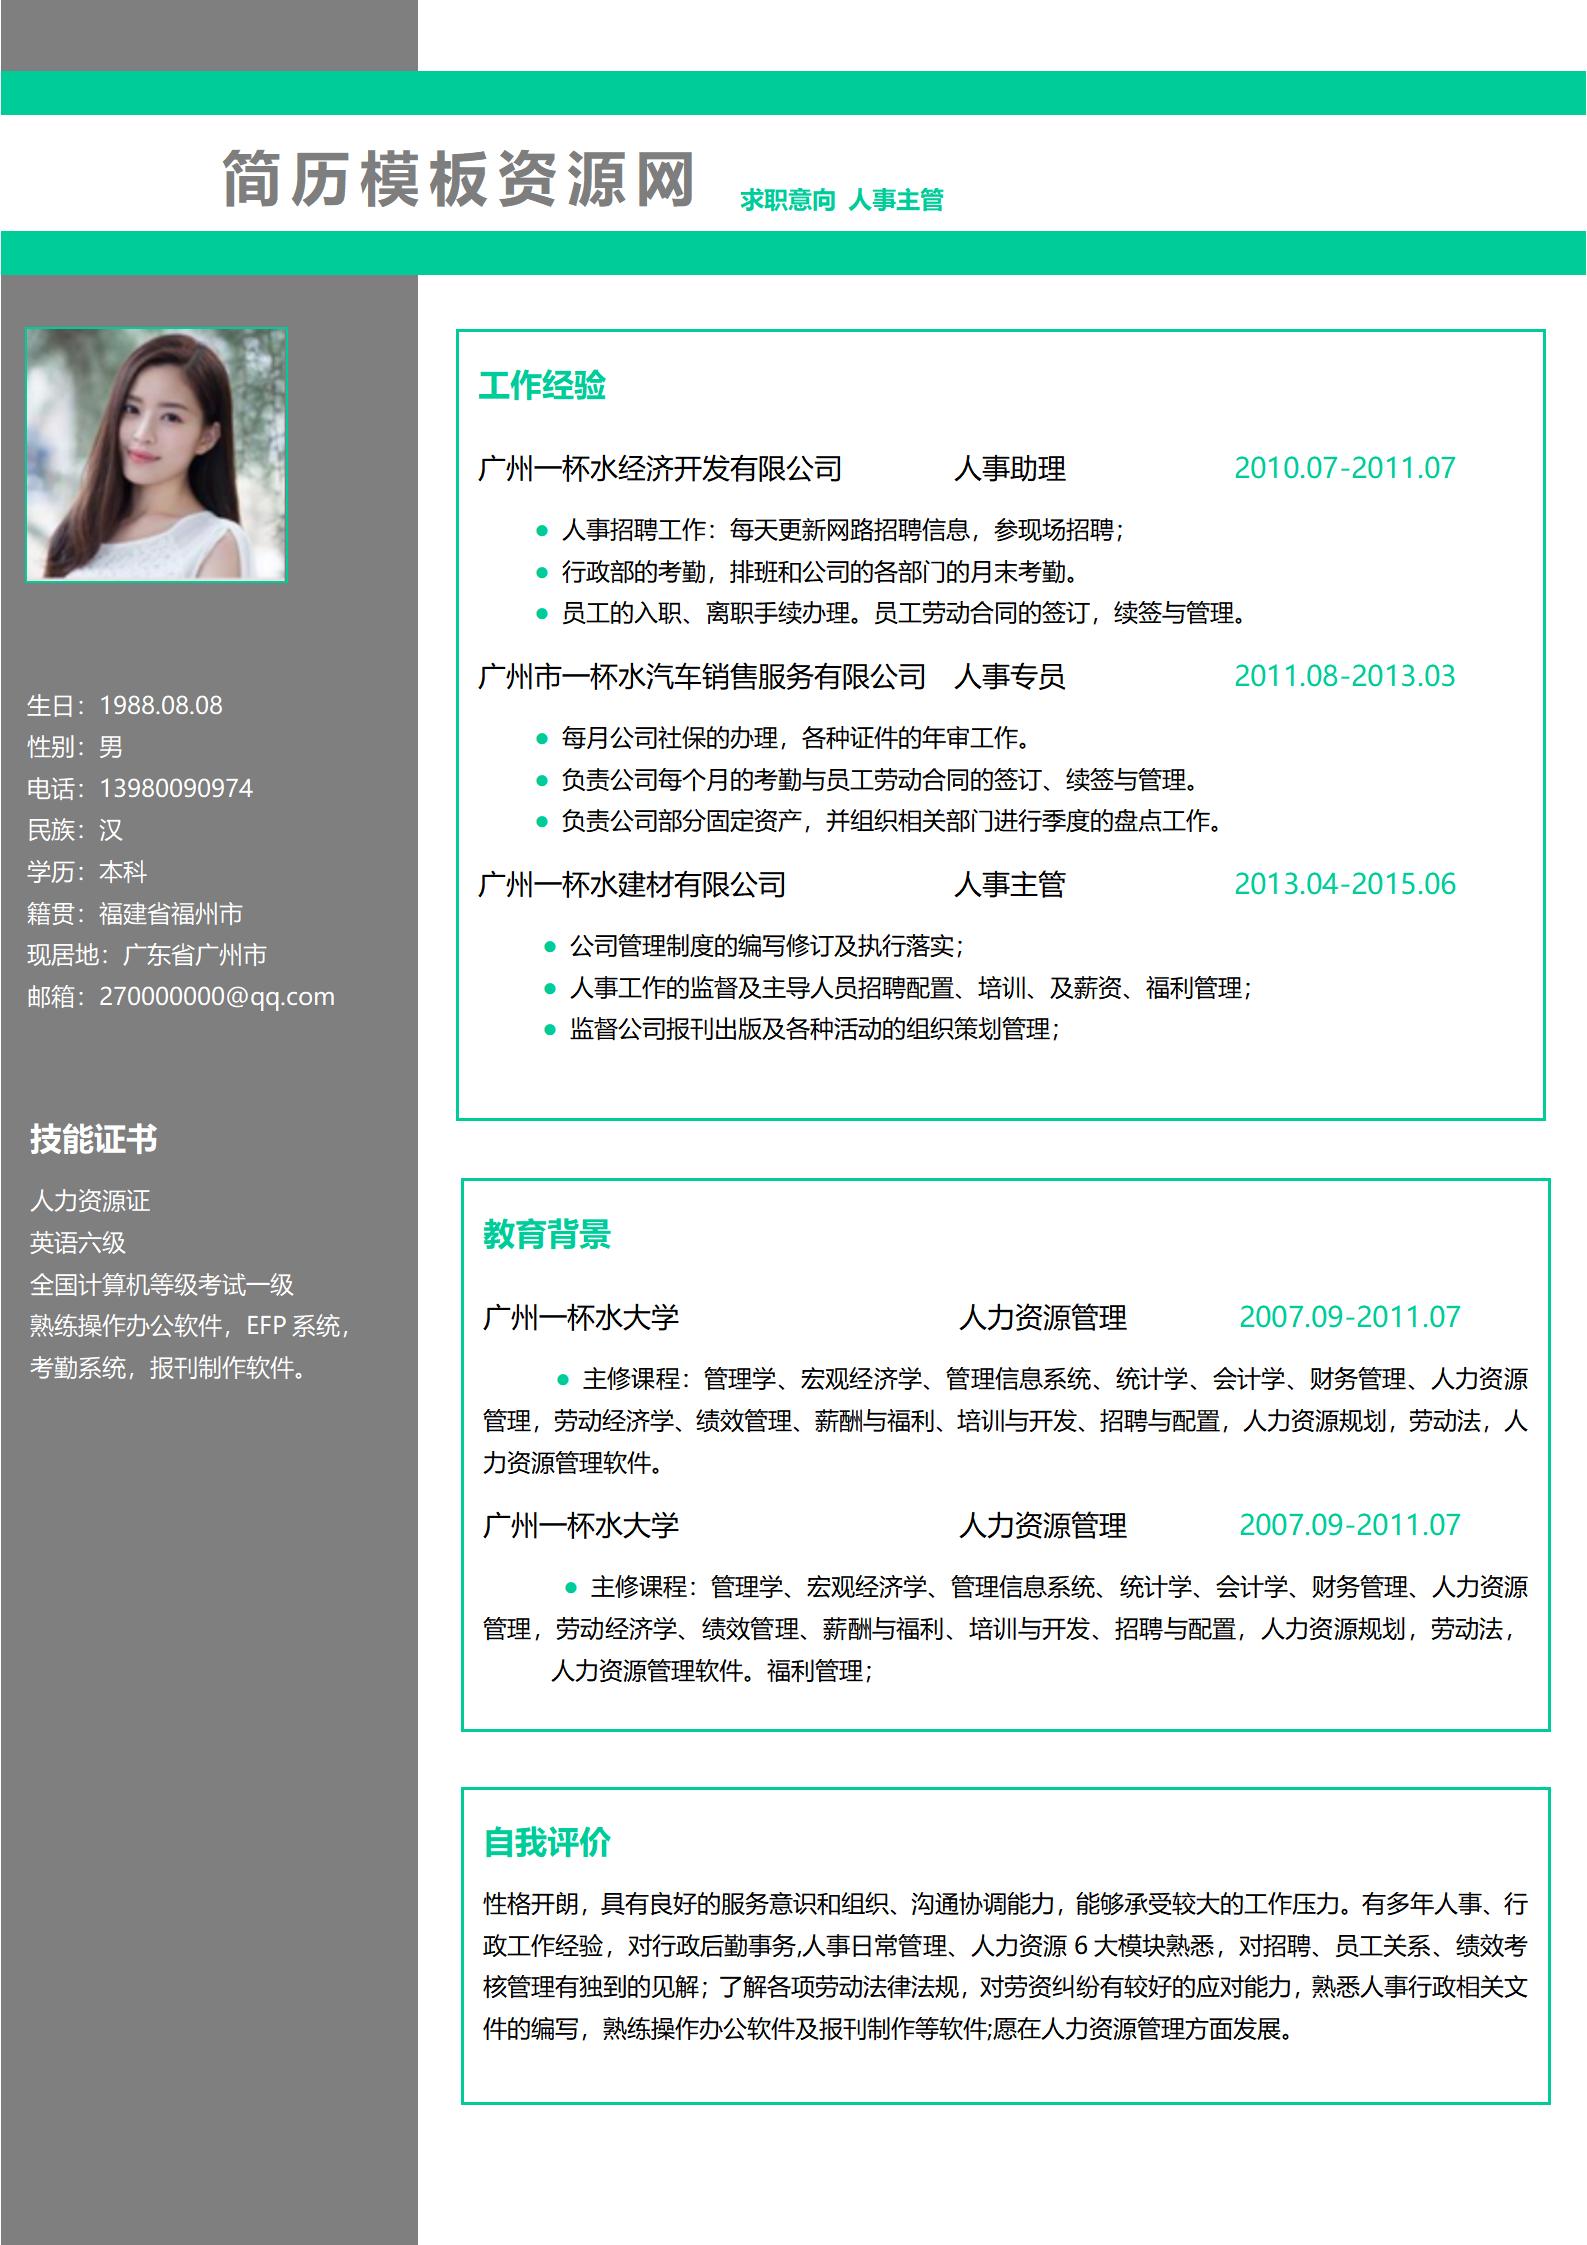 简历模板资源网 求职意向 人事主管
生日：1988.08.08
性别：男
电话：13980090974
民族：汉
学历：本科
籍贯：福建省福州市
现居地：广东省广州市
邮箱：270000000@qq.com
技能证书
人力资源证
英语六级
全国计算机等级考试一级
熟练操作办公软件，EFP 系统，
考勤系统，报刊制作软件。
工作经验
广州一杯水经济开发有限公司 人事助理 2010.07-2011.07
● 人事招聘工作：每天更新网路招聘信息，参现场招聘；
● 行政部的考勤，排班和公司的各部门的月末考勤。
● 员工的入职、离职手续办理。员工劳动合同的签订，续签与管理。
广州市一杯水汽车销售服务有限公司 人事专员 2011.08-2013.03
● 每月公司社保的办理，各种证件的年审工作。
● 负责公司每个月的考勤与员工劳动合同的签订、续签与管理。
● 负责公司部分固定资产，并组织相关部门进行季度的盘点工作。
广州一杯水建材有限公司 人事主管 2013.04-2015.06
● 公司管理制度的编写修订及执行落实；
● 人事工作的监督及主导人员招聘配置、培训、及薪资、福利管理；
● 监督公司报刊出版及各种活动的组织策划管理；
教育背景
广州一杯水大学 人力资源管理 2007.09-2011.07
● 主修课程：管理学、宏观经济学、管理信息系统、统计学、会计学、财务管理、人力资源
管理，劳动经济学、绩效管理、薪酬与福利、培训与开发、招聘与配置，人力资源规划，劳动法，人
力资源管理软件。
广州一杯水大学 人力资源管理 2007.09-2011.07
● 主修课程：管理学、宏观经济学、管理信息系统、统计学、会计学、财务管理、人力资源
管理，劳动经济学、绩效管理、薪酬与福利、培训与开发、招聘与配置，人力资源规划，劳动法，
人力资源管理软件。福利管理；
自我评价
性格开朗，具有良好的服务意识和组织、沟通协调能力，能够承受较大的工作压力。有多年人事、行
政工作经验，对行政后勤事务,人事日常管理、人力资源 6 大模块熟悉，对招聘、员工关系、绩效考
核管理有独到的见解；了解各项劳动法律法规，对劳资纠纷有较好的应对能力，熟悉人事行政相关文
件的编写，熟练操作办公软件及报刊制作等软件;愿在人力资源管理方面发展。